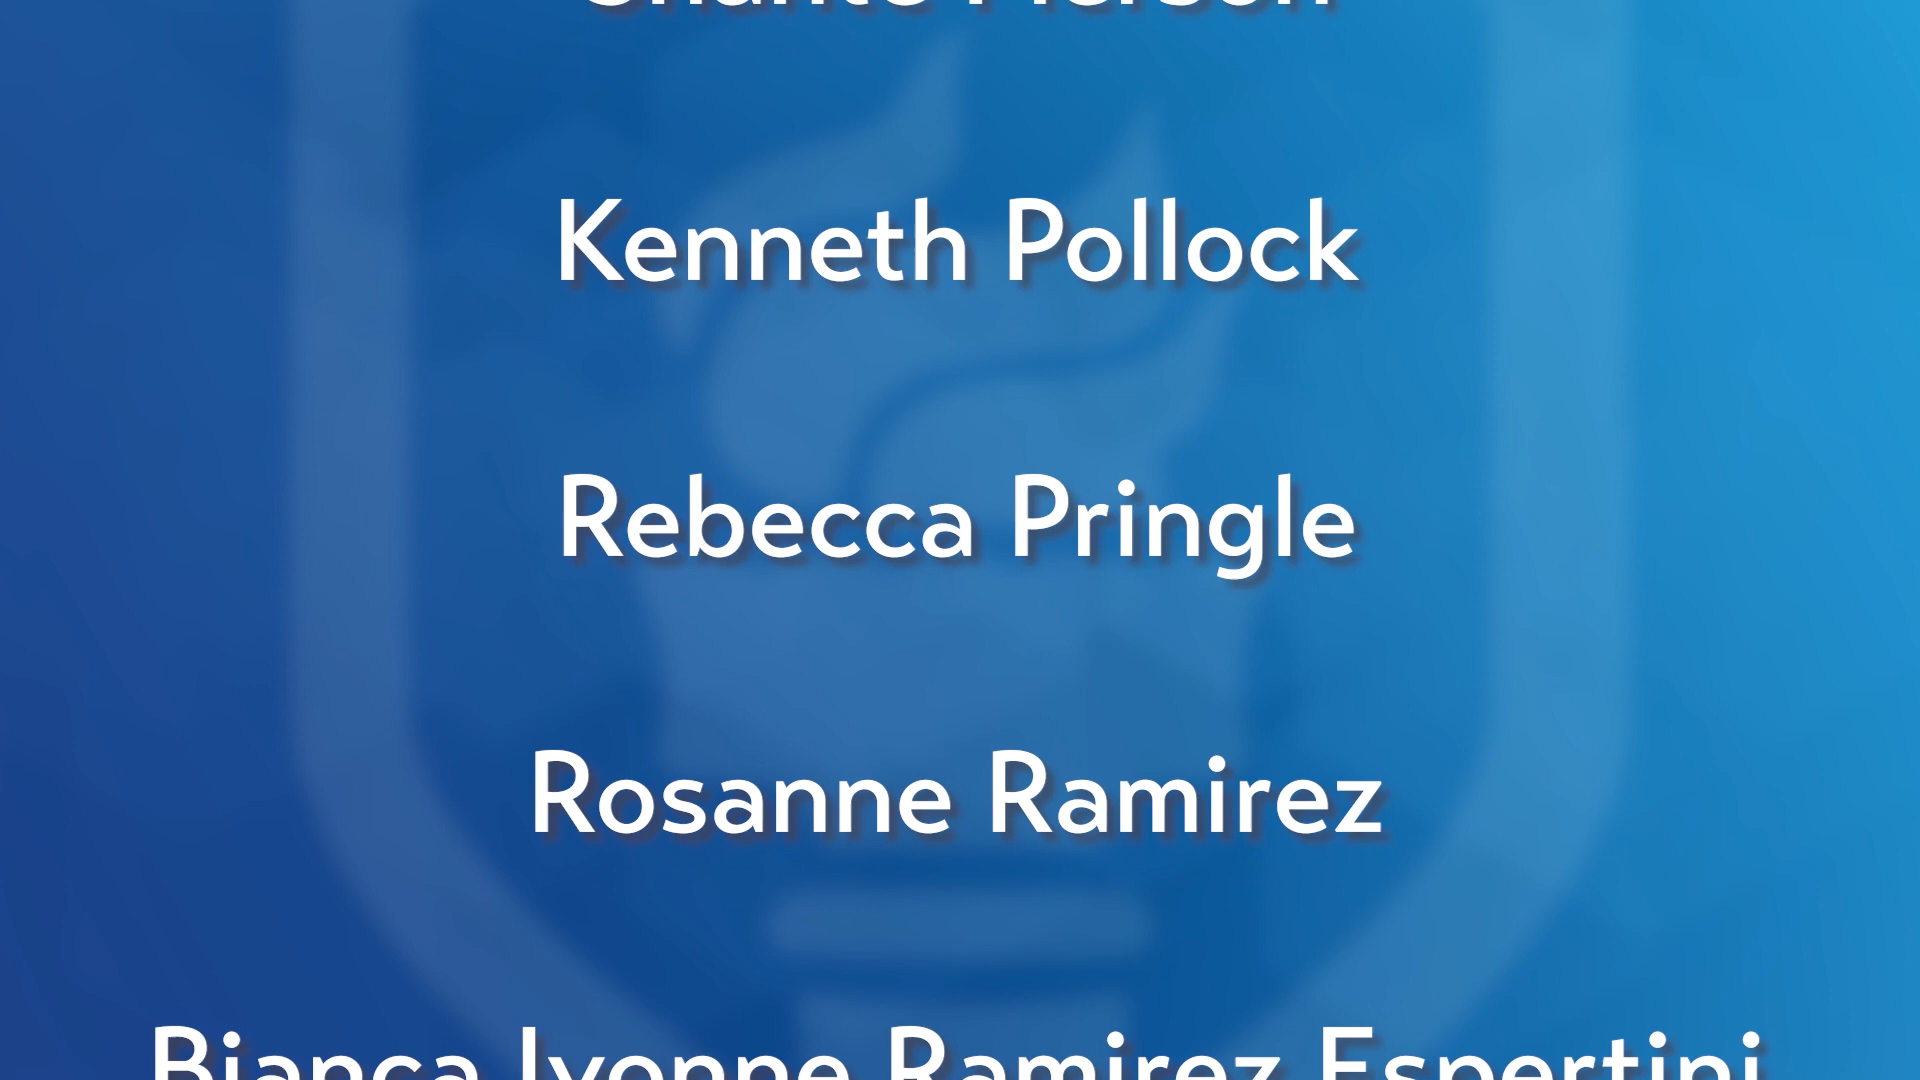 Kenneth Pollock
Rebecca Pringle
Rosanne Ramirez
Bianca Ivonne Ramirez Espertini